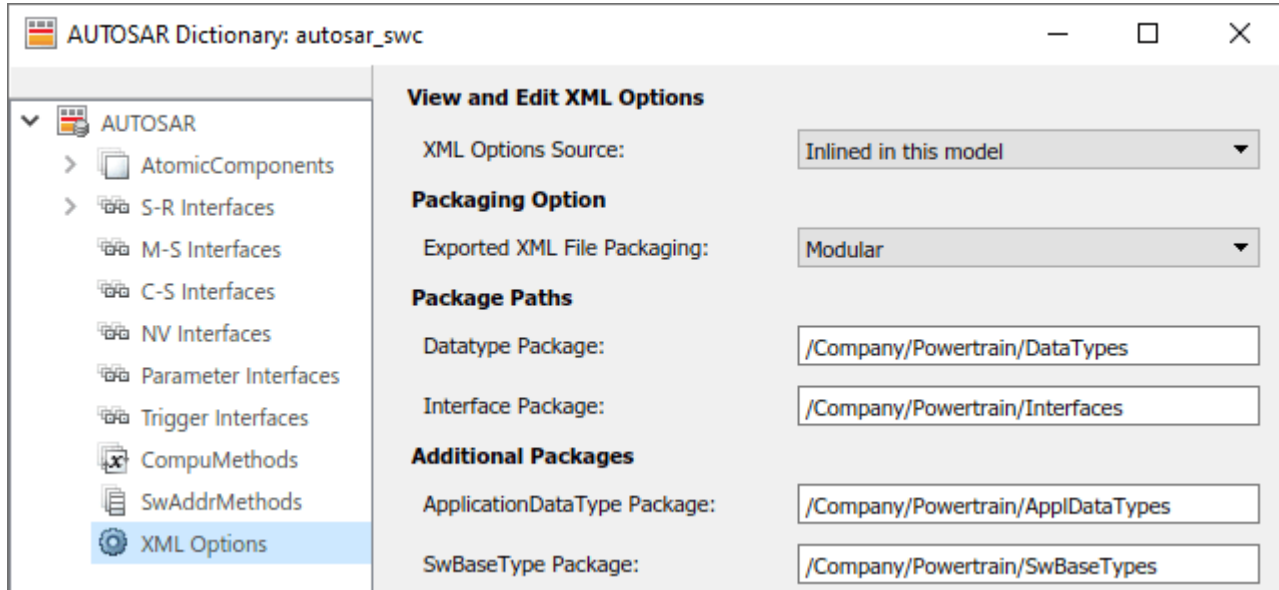 AUTOSAR Dictionary: autosar_swc
AUTOSAR
AtomicComponents
S-R Interfaces
M-S Interfaces
C-S Interfaces
NV Interfaces
Parameter Interfaces
Trigger Interfaces
CompuMethods
SwAddrMethods
XML Options
View and Edit XML Options
XML Options Source: Inlined in this model
Packaging Option
Exported XML File Packaging: Modular
Package Paths
Datatype Package: /Company/Powertrain/DataTypes
Interface Package: /Company/Powertrain/Interfaces
Additional Packages
ApplicationDataType Package: /Company/Powertrain/ApplDataTypes
SwBaseType Package: /Company/Powertrain/SwBaseTypes